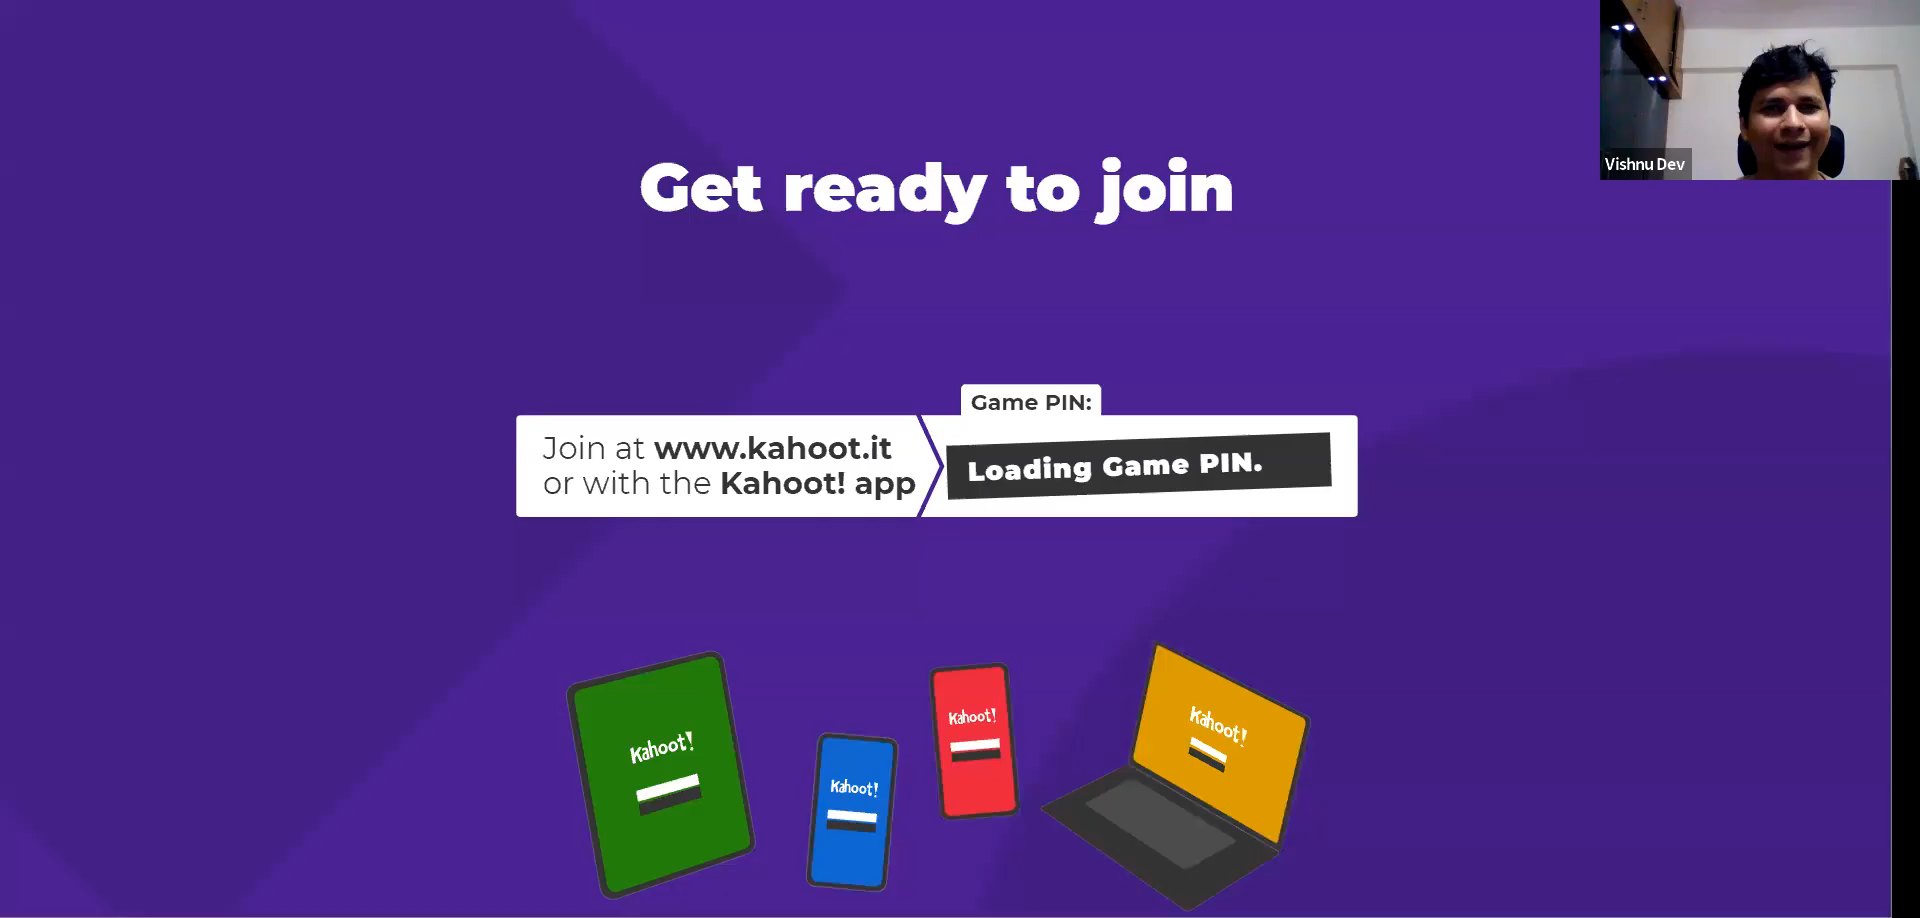 Vishnu Dev
Get ready to join
Game PIN:
Join at www.kahoot.it
or with the Kahoot! app
Loading Game PIN.
Kahoot!
Kahoot!
Kahoot!
Kahoot!